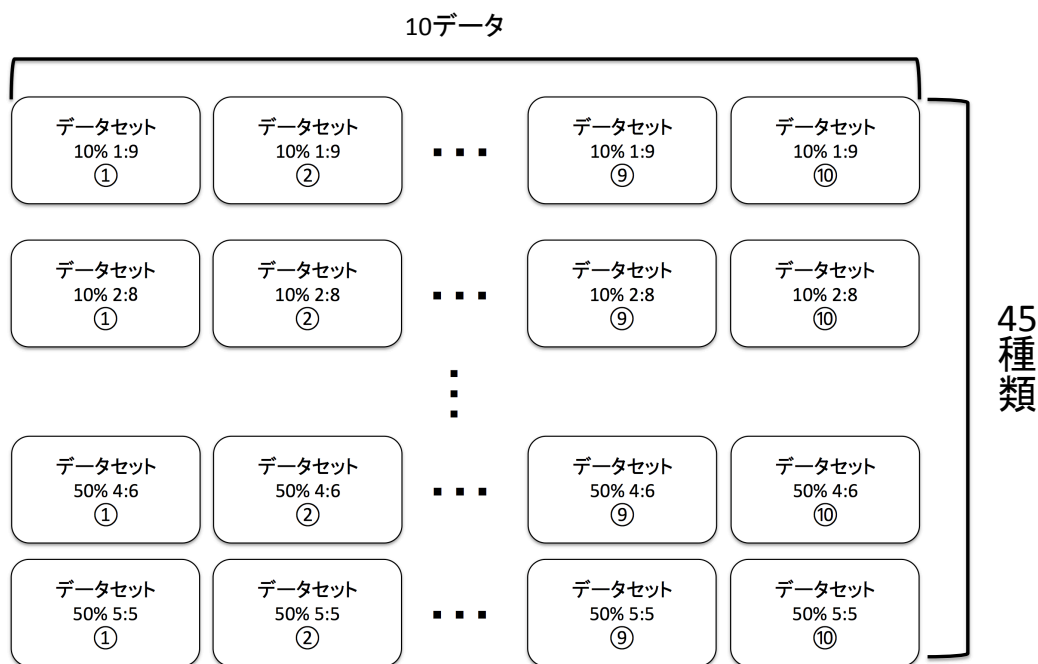 10データ
データセット
10% 1:9
①
データセット
10% 1:9
②
・・・
データセット
10% 1:9
⑨
データセット
10% 1:9
⑩
データセット
10% 2:8
①
データセット
10% 2:8
②
・・・
データセット
10% 2:8
⑨
データセット
10% 2:8
⑩
データセット
50% 4:6
①
データセット
50% 4:6
②
・・・
データセット
50% 4:6
⑨
データセット
50% 4:6
⑩
データセット
50% 5:5
①
データセット
50% 5:5
②
・・・
データセット
50% 5:5
⑨
データセット
50% 5:5
⑩
45
種
類